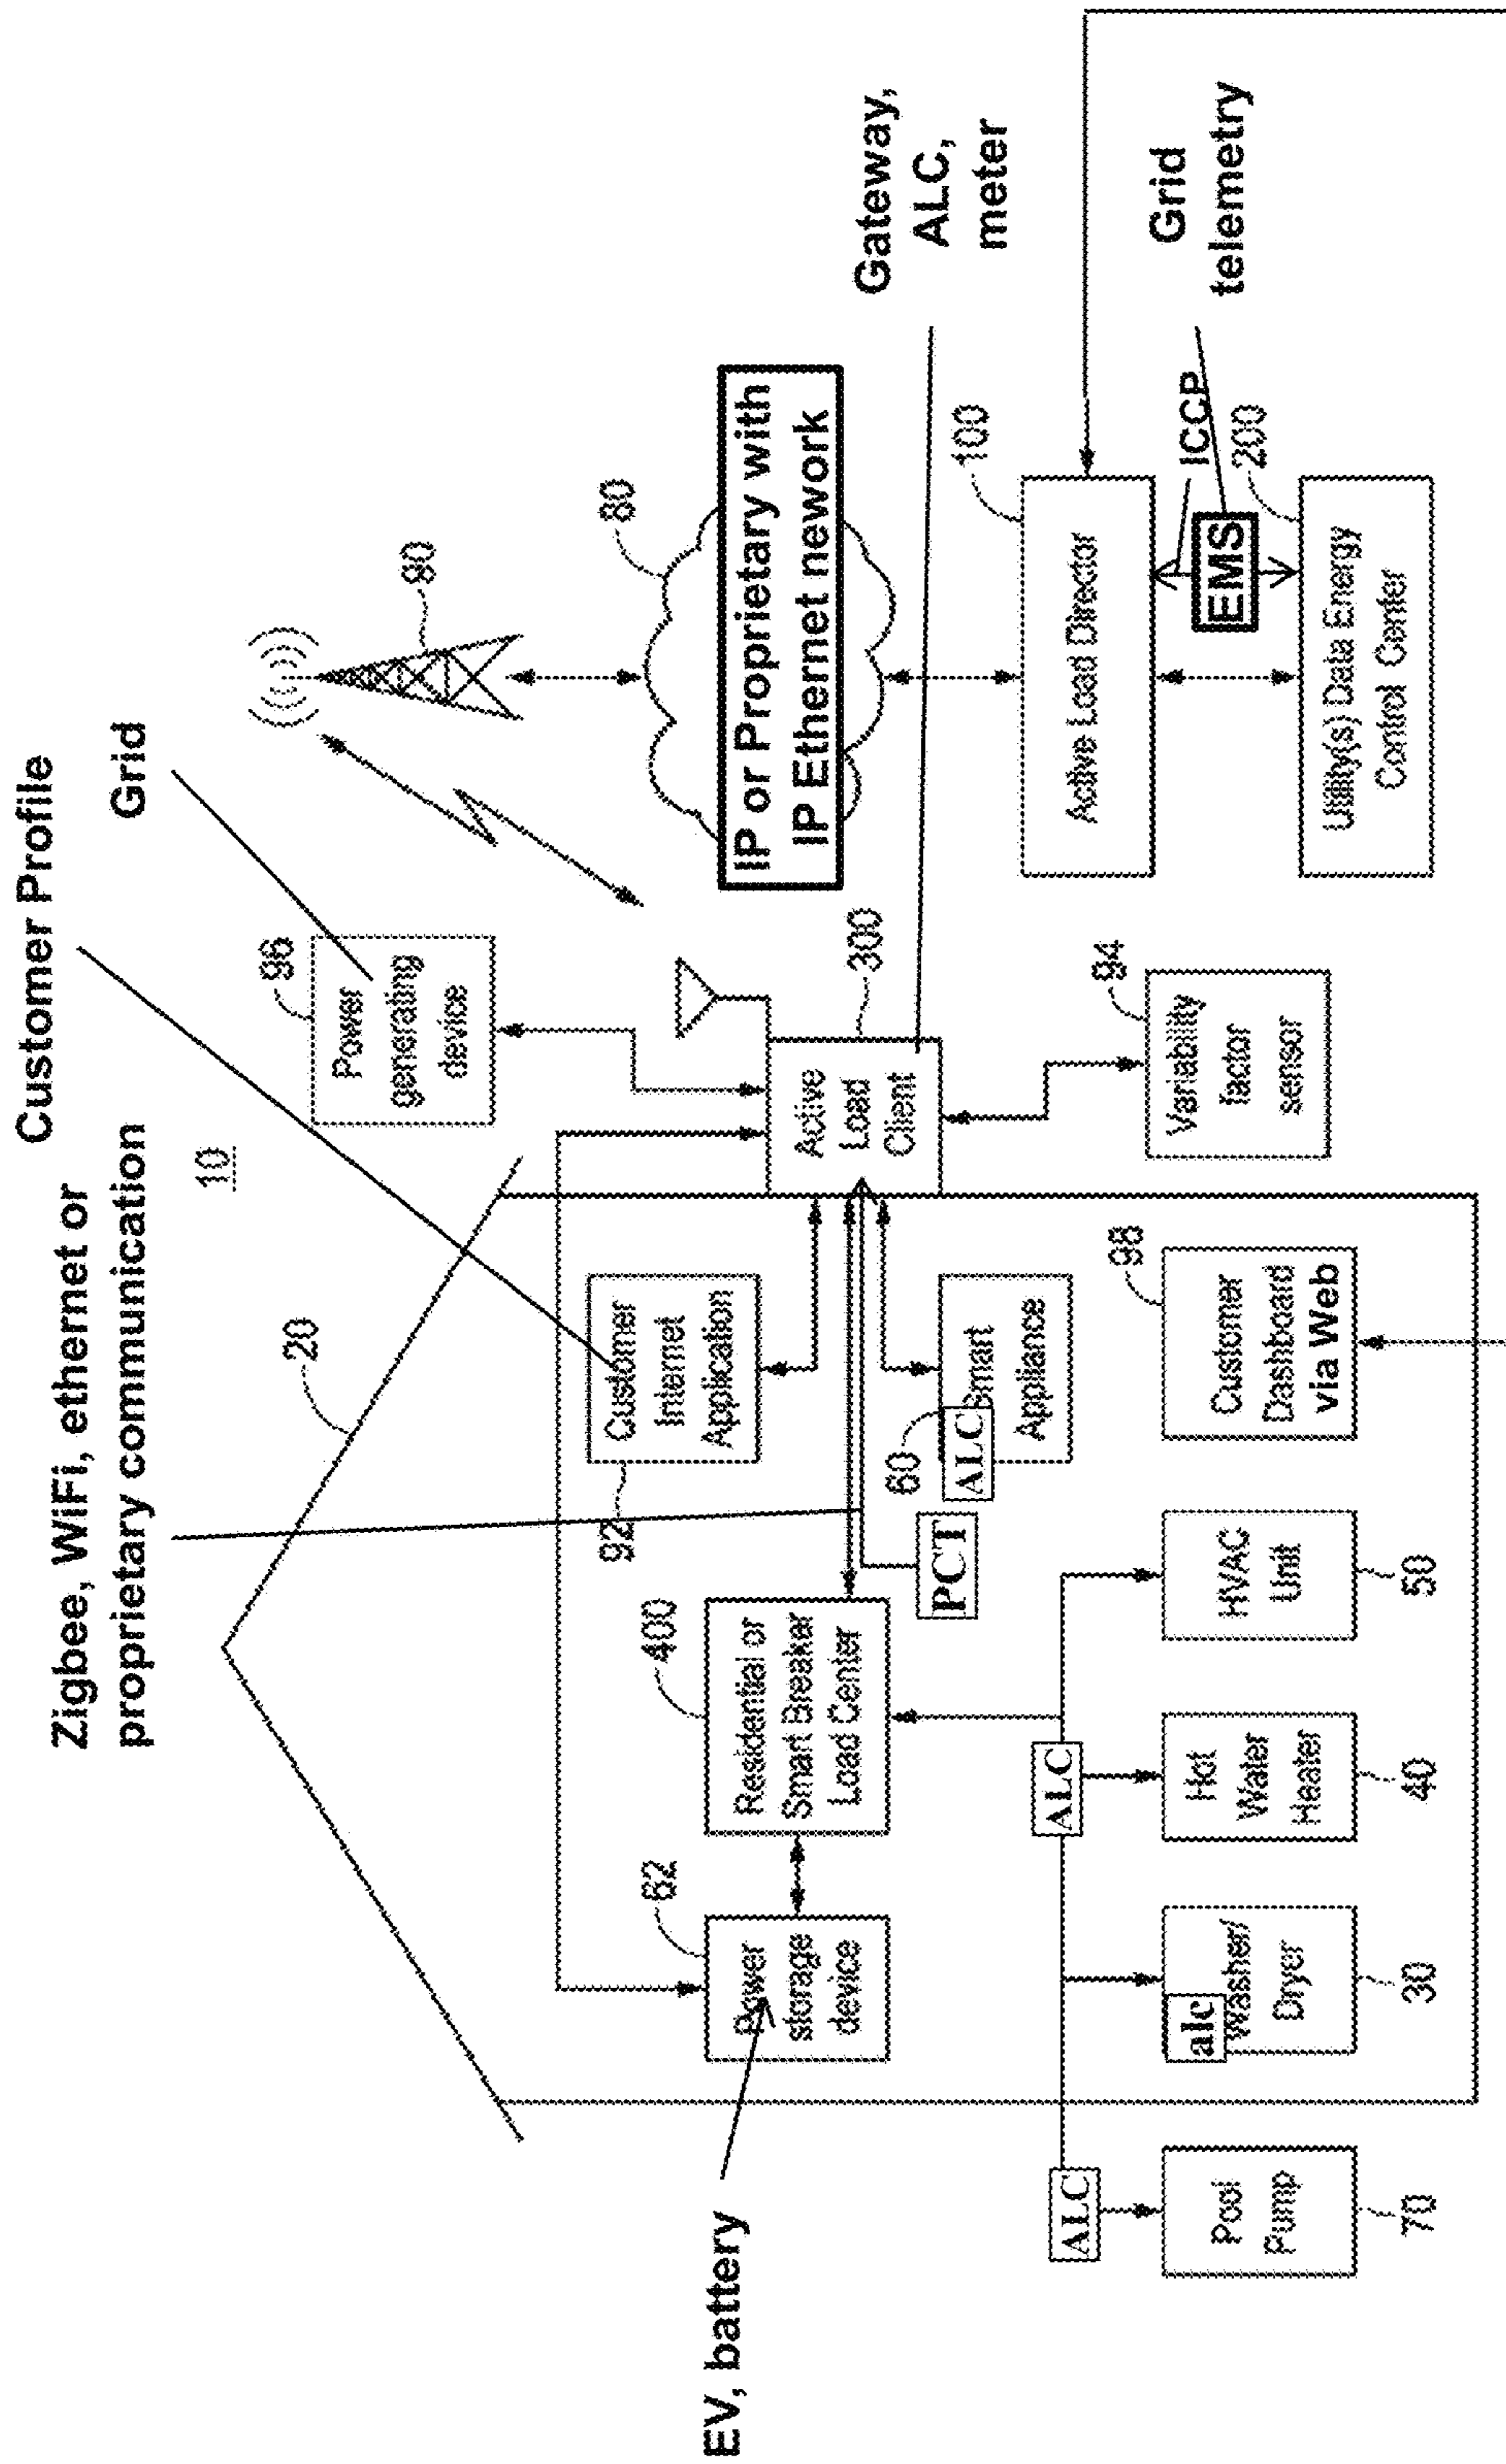 Customer Profile
Zigbee, WiFi, ethernet or
proprietary communication
Grid
10
20
96
Power
generating
device
90
80
IP or Proprietary with
IP Ethernet nework
Gateway,
ALC,
meter
EV, battery
62
Power
storage
device
400
Residential or
Smart Breaker
Load Center
92
Customer
Internet
Application
Active
Load
Client
300
PCT
60
ALC
Smart
Appliance
100
Active Load Director
ICCP
EMS
Grid
telemetry
200
Utility(s) Data Energy
Control Center
94
Variability
factor
sensor
98
Customer
Dashboard
via Web
ALC
ALC
Pool
Pump
70
alc
Washer/
Dryer
30
Hot
Water
Heater
40
HVAC
Unit
50